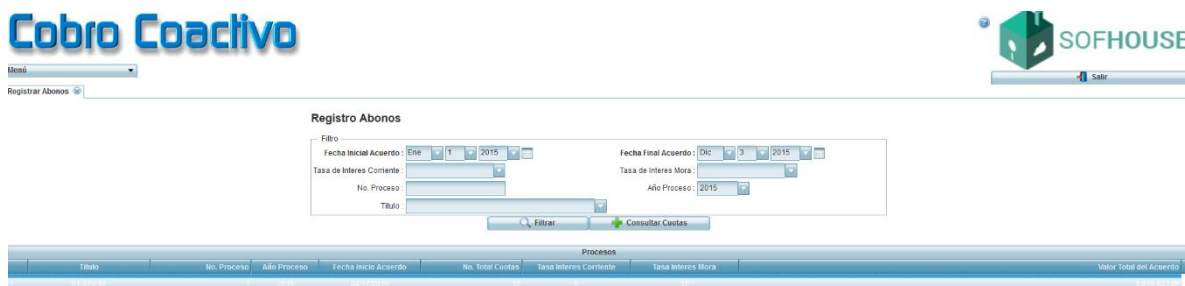 Cobro Coactivo
SOFHOUSE
Menú
Salir
Registrar Abonos
Registro Abonos
Filtro
Fecha Inicial Acuerdo : Ene 1 2015 Fecha Final Acuerdo : Dic 3 2015
Tasa de Interes Corriente : Tasa de Interes Mora :
No. Proceso : Año Proceso : 2015
Titulo :
Filtrar Consultar Cuotas
Procesos
Titulo No. Proceso Año Proceso Fecha Inicio Acuerdo No. Total Cuotas Tasa Interes Corriente Tasa Interes Mora Valor Total del Acuerdo